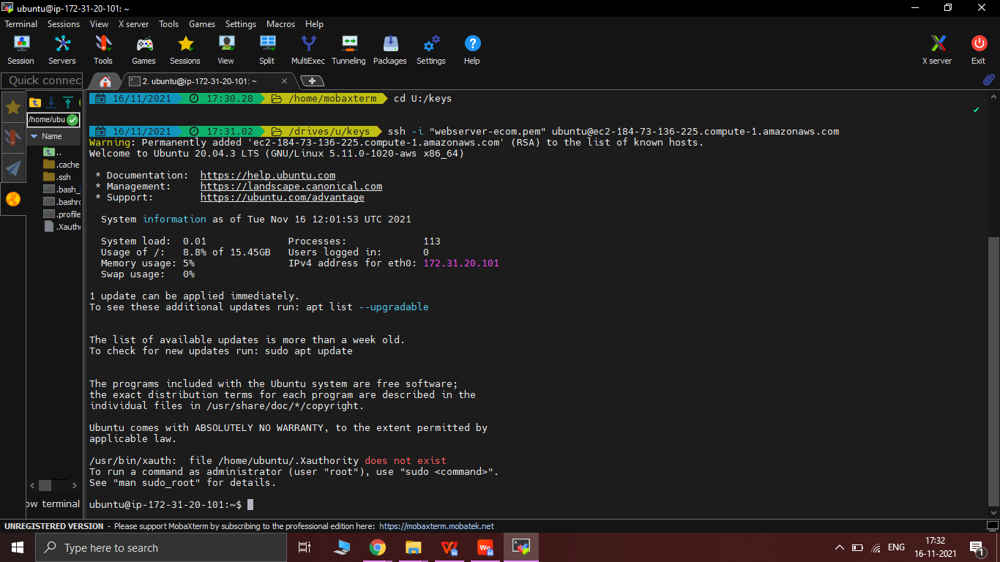 ubuntu@ip-172-31-20-101: ~
Terminal Sessions View X server Tools Games Settings Macros Help
Session Servers Tools Games Sessions View Split MultiExec Tunneling Packages Settings Help X server Exit
Quick connec
2. ubuntu@ip-172-31-20-101: ~
/home/ubu
Name
..
.cache
.ssh
.bash_
.bashrc
.profile
.Xautho
ow terminal
16/11/2021 17:30.28 /home/mobaxterm cd U:/keys
16/11/2021 17:31.02 /drives/u/keys ssh -i "webserver-ecom.pem" ubuntu@ec2-184-73-136-225.compute-1.amazonaws.com
Warning: Permanently added 'ec2-184-73-136-225.compute-1.amazonaws.com' (RSA) to the list of known hosts.
Welcome to Ubuntu 20.04.3 LTS (GNU/Linux 5.11.0-1020-aws x86_64)
* Documentation: https://help.ubuntu.com
* Management: https://landscape.canonical.com
* Support: https://ubuntu.com/advantage
System information as of Tue Nov 16 12:01:53 UTC 2021
System load: 0.01 Processes: 113
Usage of /: 8.8% of 15.45GB Users logged in: 0
Memory usage: 5% IPv4 address for eth0: 172.31.20.101
Swap usage: 0%
1 update can be applied immediately.
To see these additional updates run: apt list --upgradable
The list of available updates is more than a week old.
To check for new updates run: sudo apt update
The programs included with the Ubuntu system are free software;
the exact distribution terms for each program are described in the
individual files in /usr/share/doc/*/copyright.
Ubuntu comes with ABSOLUTELY NO WARRANTY, to the extent permitted by
applicable law.
/usr/bin/xauth: file /home/ubuntu/.Xauthority does not exist
To run a command as administrator (user "root"), use "sudo <command>".
See "man sudo_root" for details.
ubuntu@ip-172-31-20-101:~$
UNREGISTERED VERSION - Please support MobaXterm by subscribing to the professional edition here: https://mobaxterm.mobatek.net
Type here to search
ENG
17:32
16-11-2021
1